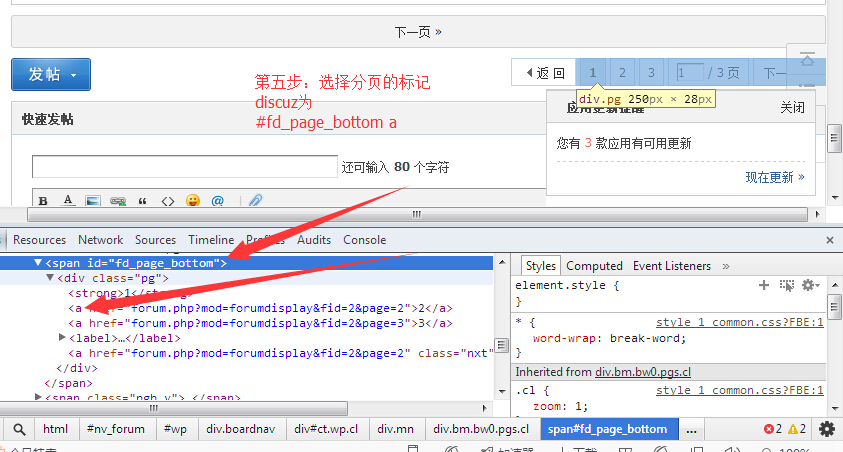 下一页 »
发帖
返 回
1
2
3
1 / 3 页
下一
第五步：选择分页的标记
discuz为
#fd_page_bottom a
div.pg 250px × 28px
关闭
快速发帖
您有 3 款应用有可用更新
还可输入 80 个字符
现在更新 »
B A “ <> @
Resources Network Sources Timeline Profiles Audits Console
<span id="fd_page_bottom">
<div class="pg">
<strong>1</strong>
<a href="forum.php?mod=forumdisplay&fid=2&page=2">2</a>
<a href="forum.php?mod=forumdisplay&fid=2&page=3">3</a>
<label>…</label>
<a href="forum.php?mod=forumdisplay&fid=2&page=2" class="nxt"
</div>
</span>
<span class="pgb y">…</span>
Styles Computed Event Listeners »
element.style {
}
* { style_1_common.css?FBE:1
word-wrap: break-word;
}
Inherited from div.bm.bw0.pgs.cl
.cl { style_1_common.css?FBE:1
zoom: 1;
html #nv_forum #wp div.boardnav div#ct.wp.cl div.mn div.bm.bw0.pgs.cl span#fd_page_bottom ... 2 2